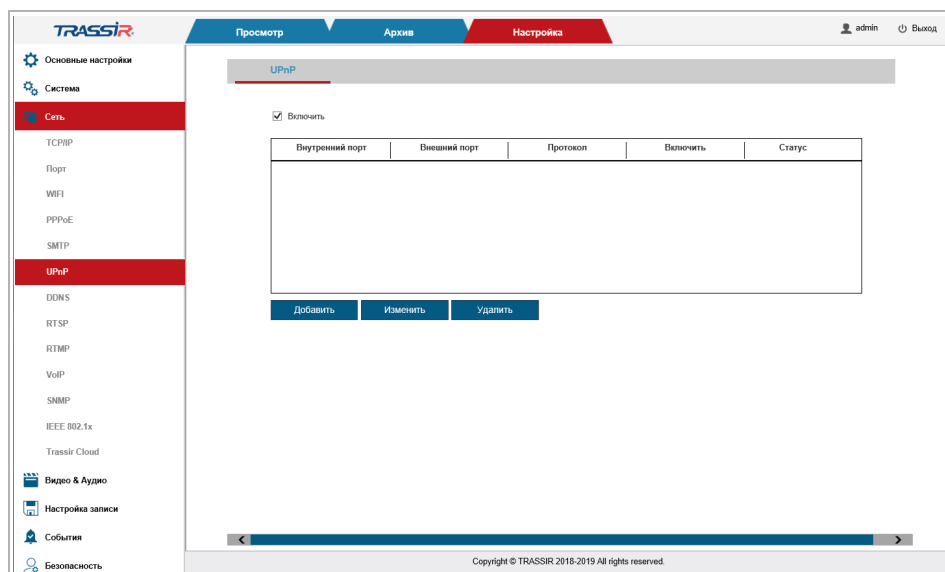 TRASSIR
Просмотр
Архив
Настройка
admin
Выход
Основные настройки
Система
Сеть
TCP/IP
Порт
WIFI
PPPoE
SMTP
UPnP
DDNS
RTSP
RTMP
VoIP
SNMP
IEEE 802.1x
Trassir Cloud
Видео & Аудио
Настройка записи
События
Безопасность
UPnP
Включить
Внутренний порт
Внешний порт
Протокол
Включить
Статус
Добавить
Изменить
Удалить
Copyright © TRASSIR 2018-2019 All rights reserved.